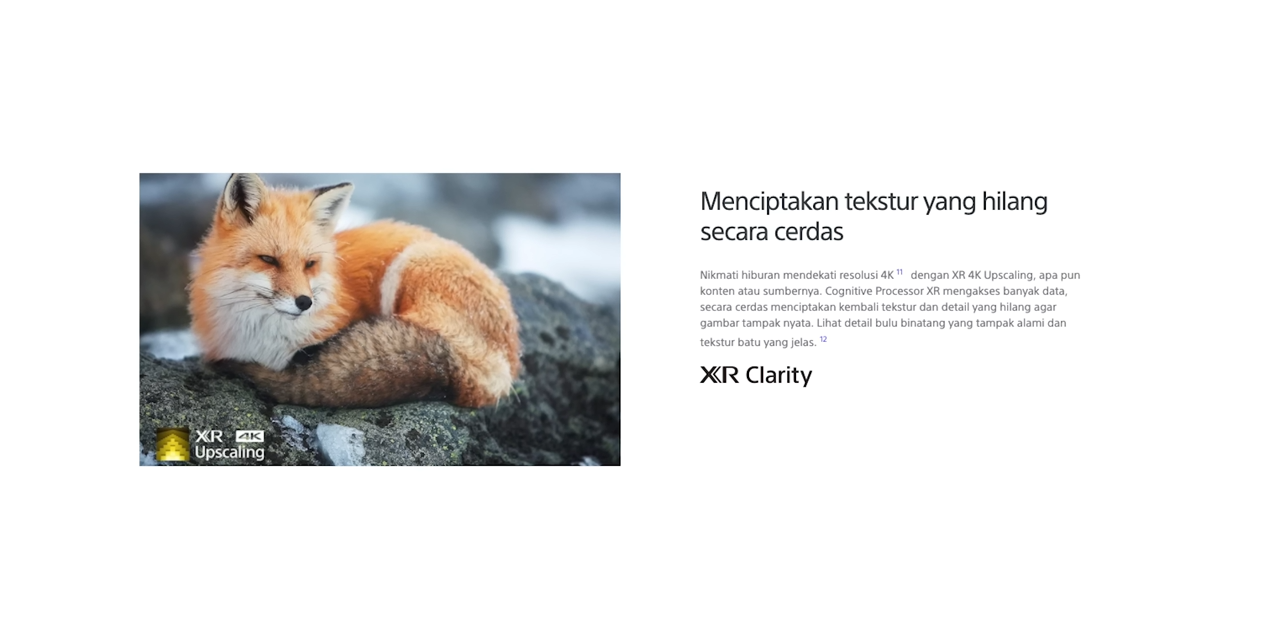 Menciptakan tekstur yang hilang
secara cerdas
Nikmati hiburan mendekati resolusi 4K 11 dengan XR 4K Upscaling, apa pun
konten atau sumbernya. Cognitive Processor XR mengakses banyak data,
secara cerdas menciptakan kembali tekstur dan detail yang hilang agar
gambar tampak nyata. Lihat detail bulu binatang yang tampak alami dan
tekstur batu yang jelas. 12
XR Clarity
XR 4K
Upscaling